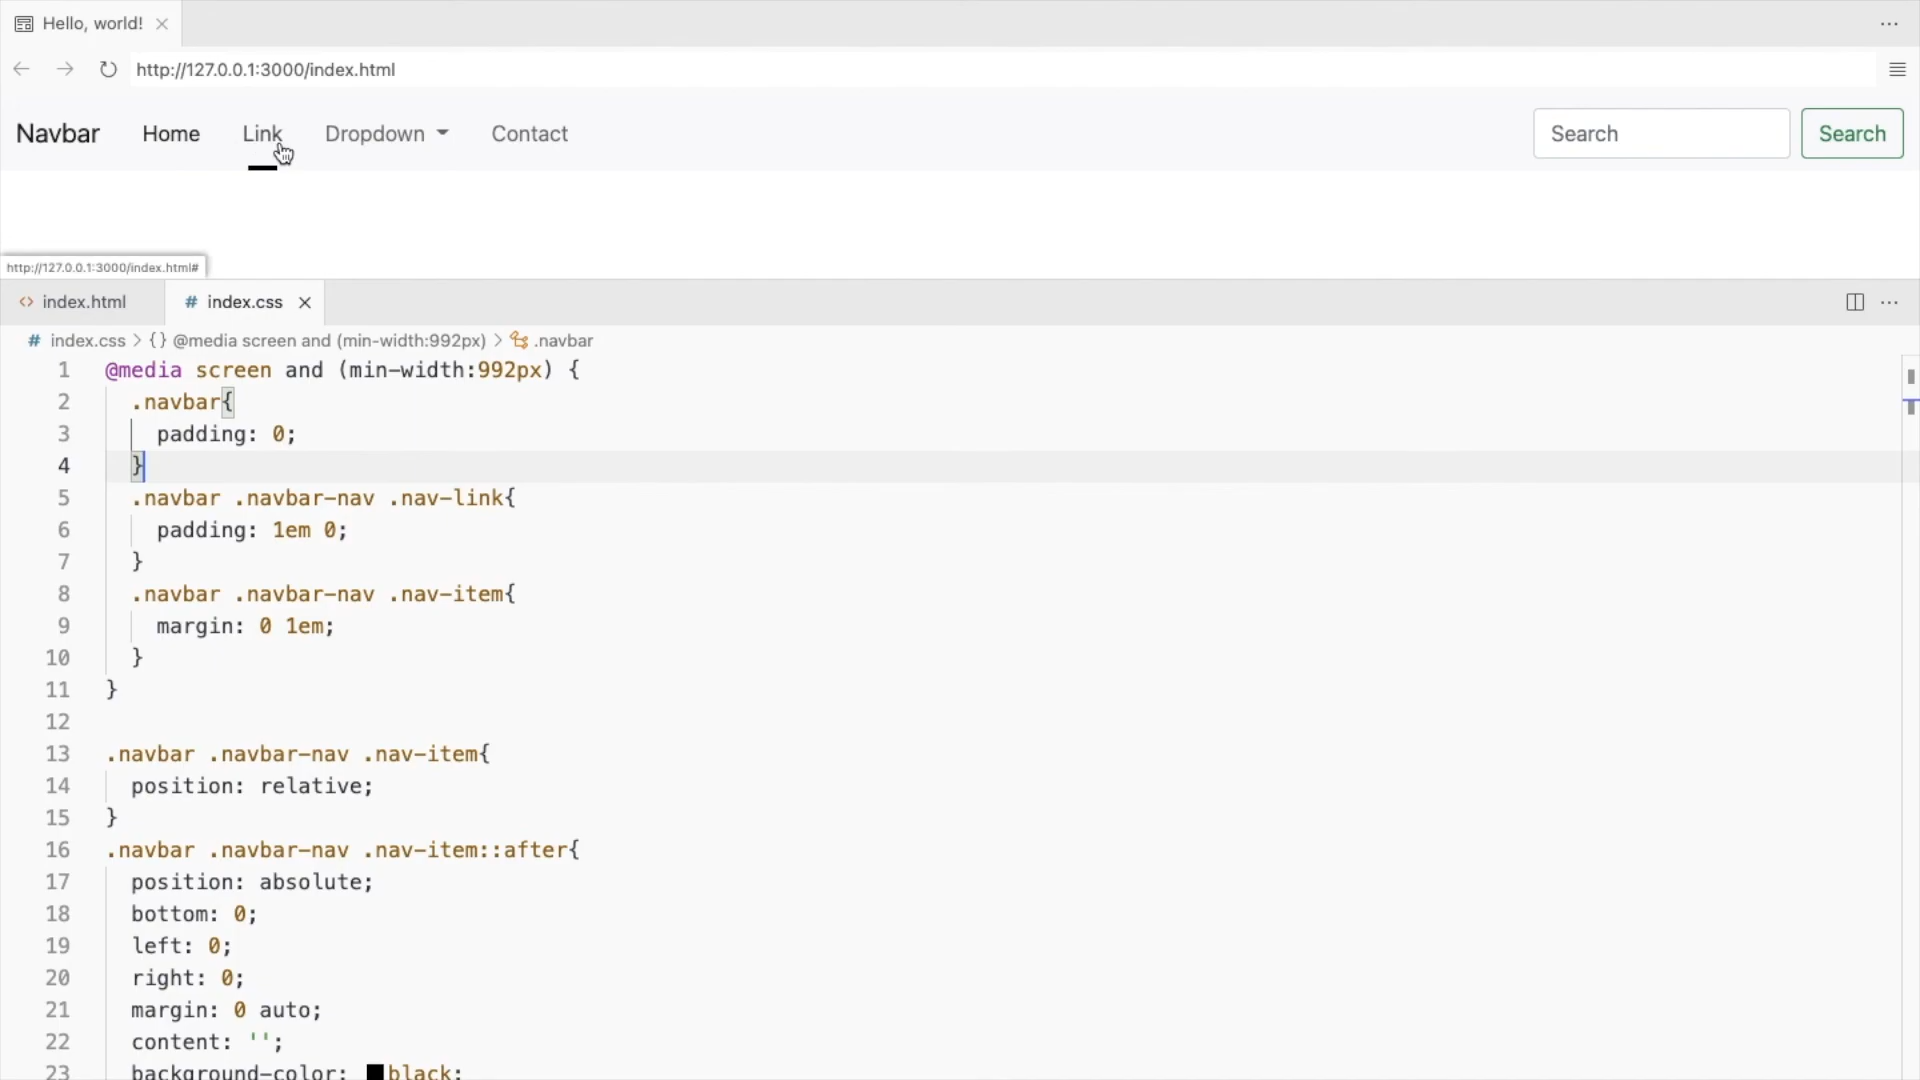 Hello, world!
http://127.0.0.1:3000/index.html
Navbar Home Link Dropdown Contact Search Search
http://127.0.0.1:3000/index.html#
index.html # index.css
# index.css > {} @media screen and (min-width:992px) > .navbar
1 @media screen and (min-width:992px) {
2 .navbar{
3 padding: 0;
4 }
5 .navbar .navbar-nav .nav-link{
6 padding: 1em 0;
7 }
8 .navbar .navbar-nav .nav-item{
9 margin: 0 1em;
10 }
11 }
12
13 .navbar .navbar-nav .nav-item{
14 position: relative;
15 }
16 .navbar .navbar-nav .nav-item::after{
17 position: absolute;
18 bottom: 0;
19 left: 0;
20 right: 0;
21 margin: 0 auto;
22 content: '';
23 background-color: black;